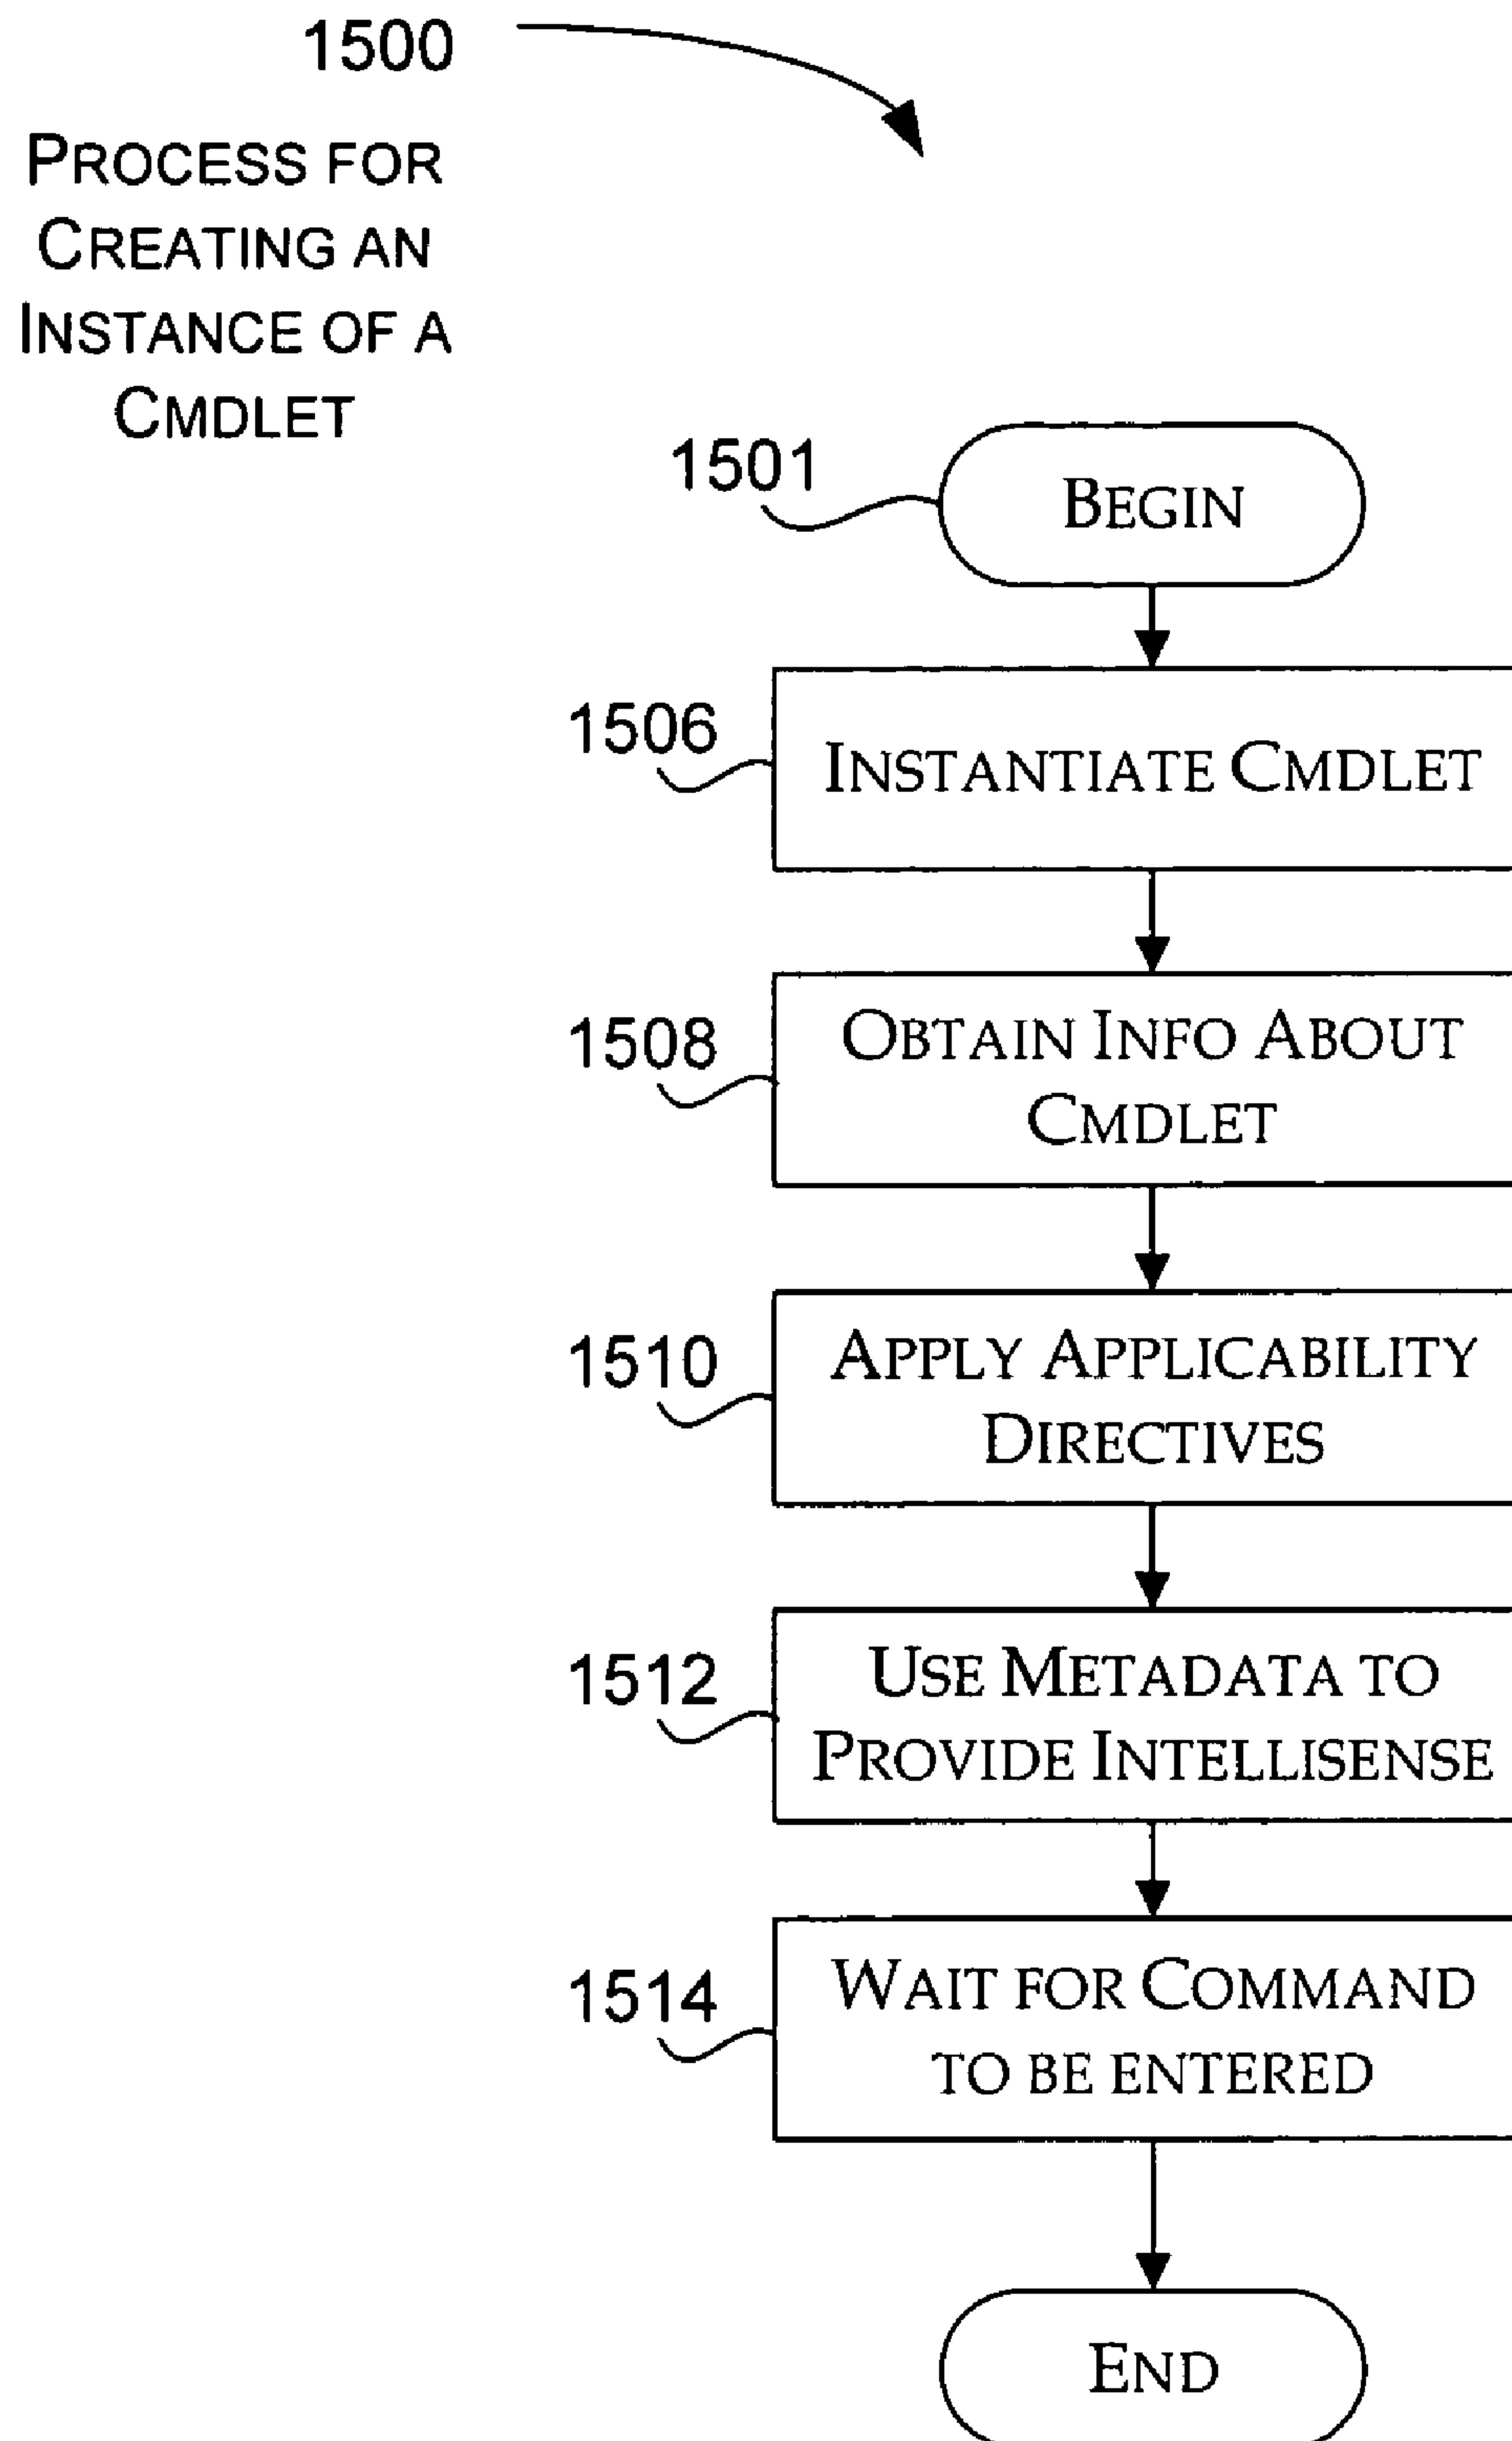 1500
PROCESS FOR
CREATING AN
INSTANCE OF A
CMDLET
1501
BEGIN
1506
INSTANTIATE CMDLET
1508
OBTAIN INFO ABOUT
CMDLET
1510
APPLY APPLICABILITY
DIRECTIVES
1512
USE METADATA TO
PROVIDE INTELLISENSE
1514
WAIT FOR COMMAND
TO BE ENTERED
END